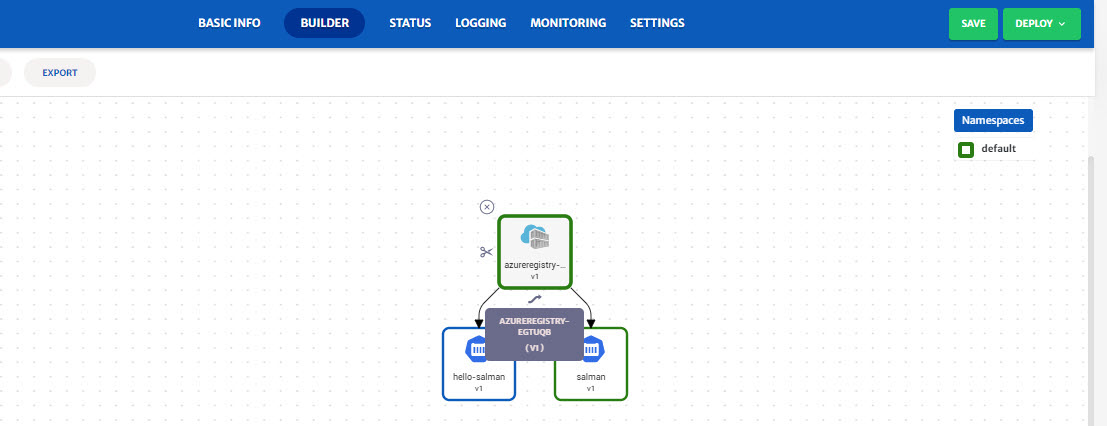 BASIC INFO
BUILDER
STATUS
LOGGING
MONITORING
SETTINGS
SAVE
DEPLOY
EXPORT
Namespaces
default
azureregistry-...
v1
AZUREREGISTRY-
EGTUQB
(V1)
hello-salman
v1
salman
v1